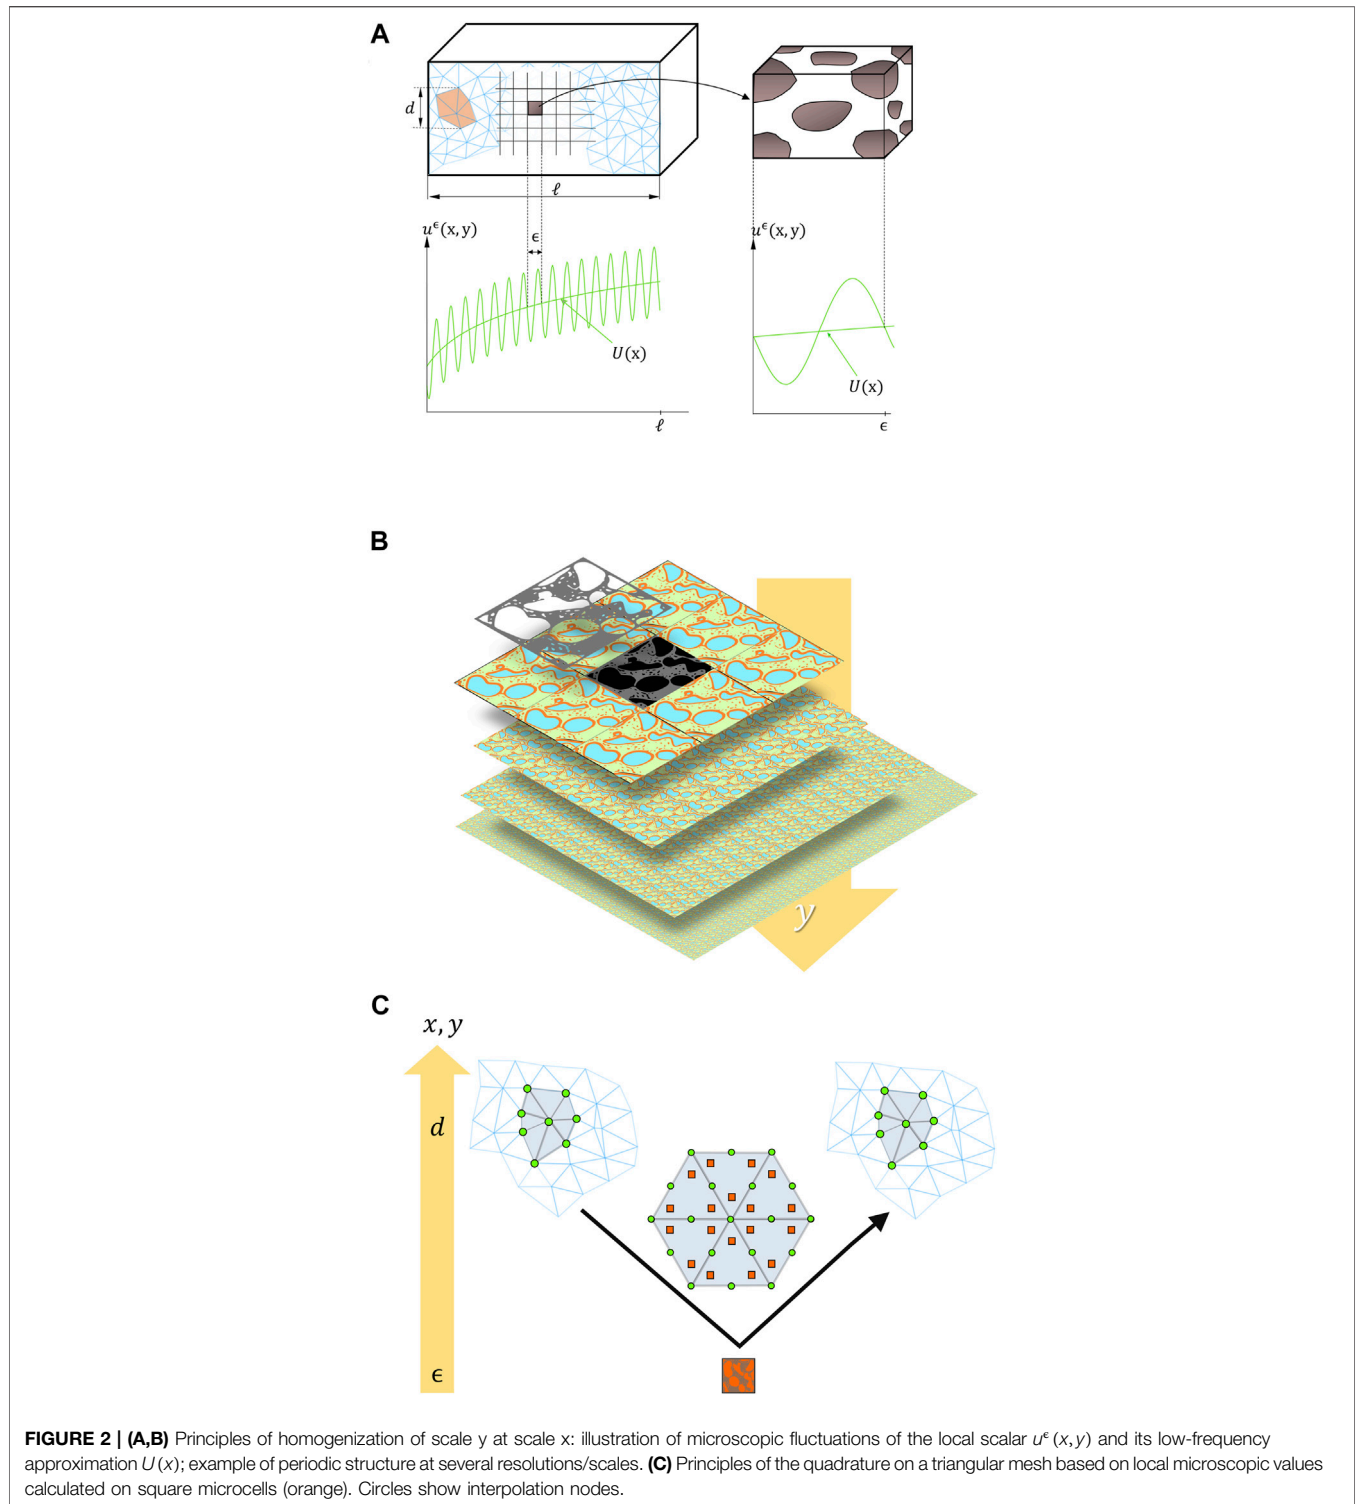 A
d
ℓ
u^ϵ(x, y)
ϵ
U(x)
ℓ
u^ϵ(x, y)
U(x)
ϵ
B
y
C
x, y
d
ϵ
FIGURE 2 | (A,B) Principles of homogenization of scale y at scale x: illustration of microscopic fluctuations of the local scalar u^ϵ(x, y) and its low-frequency
approximation U(x); example of periodic structure at several resolutions/scales. (C) Principles of the quadrature on a triangular mesh based on local microscopic values
calculated on square microcells (orange). Circles show interpolation nodes.